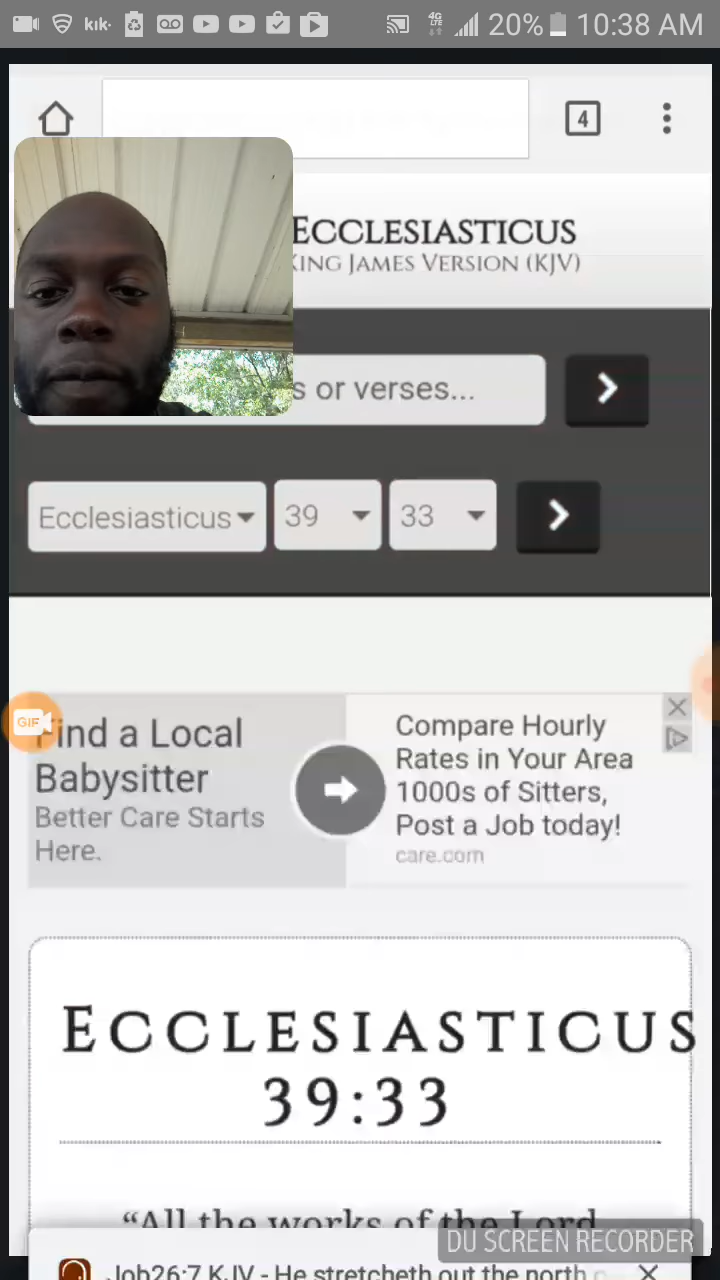 kik. 4G LTE 20% 10:38 AM
4
ECCLESIASTICUS
KING JAMES VERSION (KJV)
s or verses...
Ecclesiasticus 39 33
GIF
Find a Local
Babysitter
Better Care Starts
Here.
Compare Hourly
Rates in Your Area
1000s of Sitters,
Post a Job today!
care.com
ECCLESIASTICUS
39:33
“All the works of the Lord
DU SCREEN RECORDER
Job26:7 KJV - He stretcheth out the north